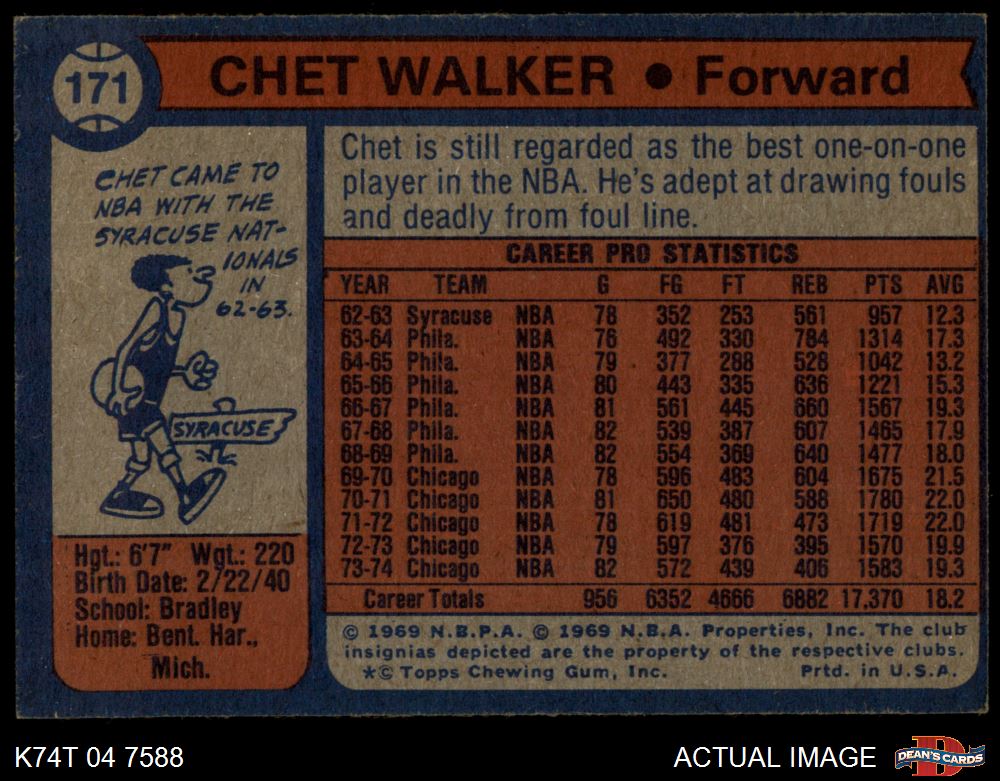 171
CHET WALKER • Forward
CHET CAME TO
NBA WITH THE
SYRACUSE NAT-
IONALS
IN
62-63.
SYRACUSE
Hgt.: 6'7" Wgt.: 220
Birth Date: 2/22/40
School: Bradley
Home: Bent. Har.,
Mich.
Chet is still regarded as the best one-on-one
player in the NBA. He's adept at drawing fouls
and deadly from foul line.
CAREER PRO STATISTICS
YEAR TEAM G FG FT REB PTS AVG
62-63 Syracuse NBA 78 352 253 561 957 12.3
63-64 Phila. NBA 76 492 330 784 1314 17.3
64-65 Phila. NBA 79 377 288 528 1042 13.2
65-66 Phila. NBA 80 443 335 636 1221 15.3
66-67 Phila. NBA 81 561 445 660 1567 19.3
67-68 Phila. NBA 82 539 387 607 1465 17.9
68-69 Phila. NBA 82 554 369 640 1477 18.0
69-70 Chicago NBA 78 596 483 604 1675 21.5
70-71 Chicago NBA 81 650 480 588 1780 22.0
71-72 Chicago NBA 78 619 481 473 1719 22.0
72-73 Chicago NBA 79 597 376 395 1570 19.9
73-74 Chicago NBA 82 572 439 406 1583 19.3
Career Totals 956 6352 4666 6882 17,370 18.2
© 1969 N.B.P.A. © 1969 N.B.A. Properties, Inc. The club
insignias depicted are the property of the respective clubs.
*© Topps Chewing Gum, Inc. Prtd. in U.S.A.
K74T 04 7588
ACTUAL IMAGE
D
DEAN'S CARDS